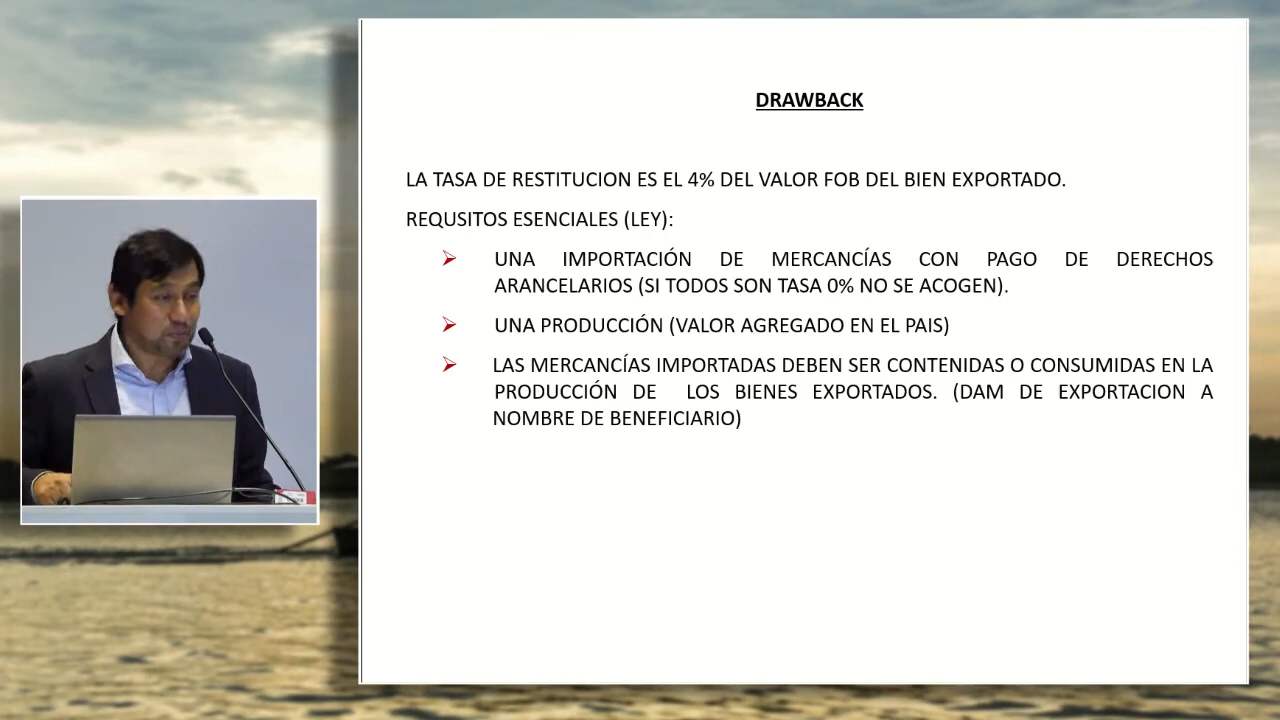 DRAWBACK
LA TASA DE RESTITUCION ES EL 4% DEL VALOR FOB DEL BIEN EXPORTADO.
REQUSITOS ESENCIALES (LEY):
UNA IMPORTACIÓN DE MERCANCÍAS CON PAGO DE DERECHOS
ARANCELARIOS (SI TODOS SON TASA 0% NO SE ACOGEN).
UNA PRODUCCIÓN (VALOR AGREGADO EN EL PAIS)
LAS MERCANCÍAS IMPORTADAS DEBEN SER CONTENIDAS O CONSUMIDAS EN LA
PRODUCCIÓN DE LOS BIENES EXPORTADOS. (DAM DE EXPORTACION A
NOMBRE DE BENEFICIARIO)